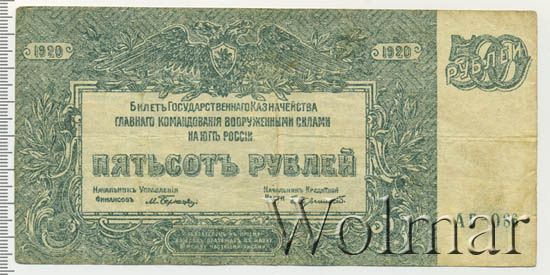 1920
1920
500
РУБЛЕЙ
БИЛЕТЪ ГОСУДАРСТВЕННАГО КАЗНАЧЕЙСТВА
ГЛАВНАГО КОМАНДОВАНІЯ ВООРУЖЕННЫМИ СИЛАМИ
НА ЮГѢ РОССІИ
ПЯТЬСОТЪ РУБЛЕЙ
НАЧАЛЬНИКЪ УПРАВЛЕНІЯ
ФИНАНСОВЪ
НАЧАЛЬНИКЪ КРЕДИТНОЙ
ЧАСТИ
Wolmar